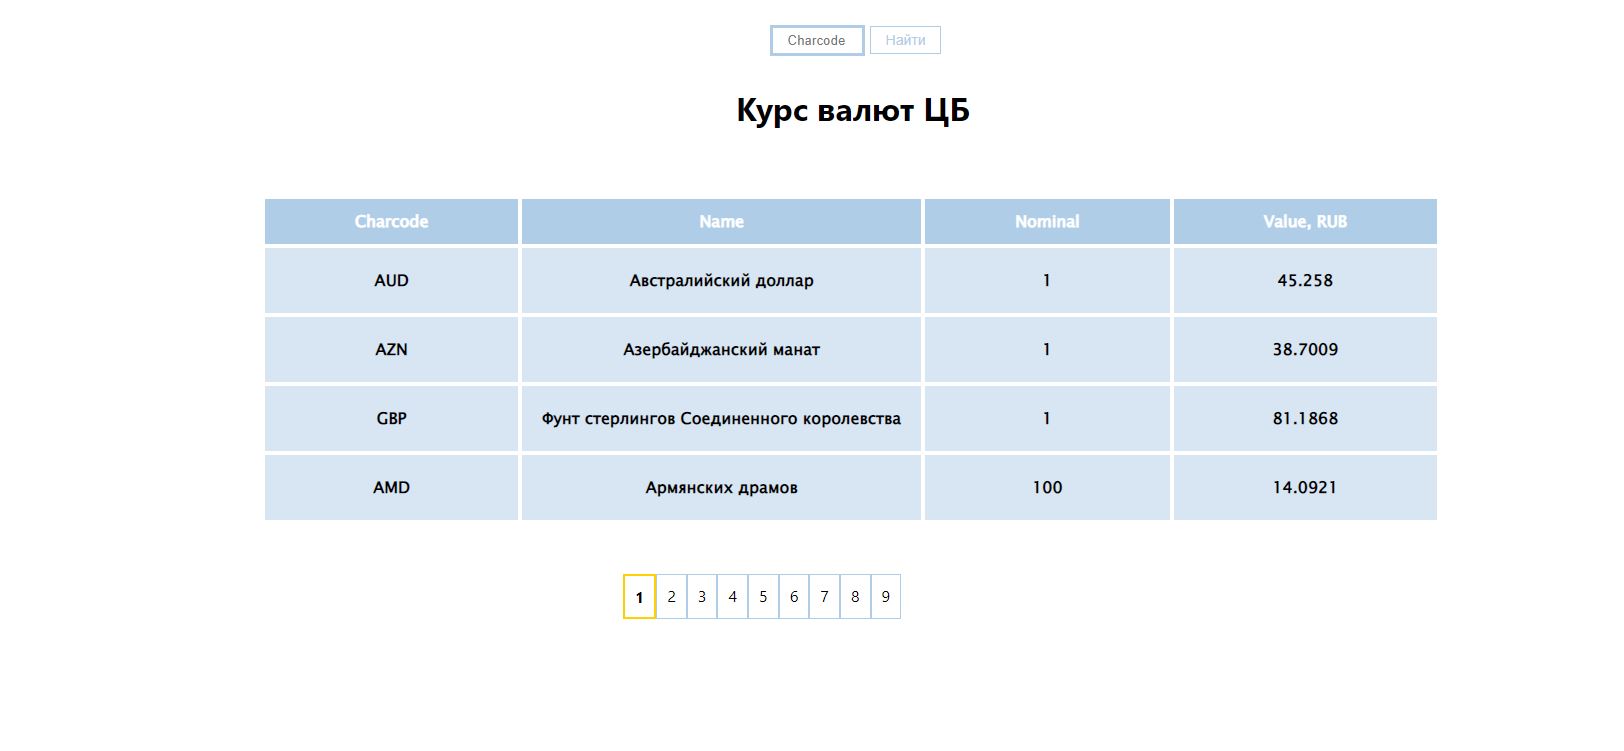 Charcode Найти
Курс валют ЦБ
Charcode Name Nominal Value, RUB
AUD Австралийский доллар 1 45.258
AZN Азербайджанский манат 1 38.7009
GBP Фунт стерлингов Соединенного королевства 1 81.1868
AMD Армянских драмов 100 14.0921
1 2 3 4 5 6 7 8 9